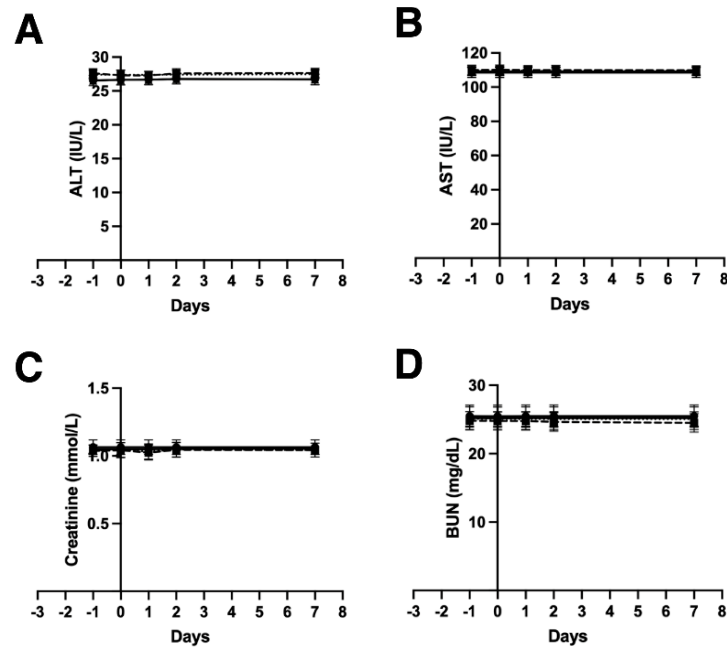 A
30
25
20
15
10
5
ALT (IU/L)
-3 -2 -1 0 1 2 3 4 5 6 7 8
Days
B
120
100
80
60
40
20
AST (IU/L)
-3 -2 -1 0 1 2 3 4 5 6 7 8
Days
C
1.5
1.0
0.5
Creatinine (mmol/L)
-3 -2 -1 0 1 2 3 4 5 6 7 8
Days
D
30
20
10
BUN (mg/dL)
-3 -2 -1 0 1 2 3 4 5 6 7 8
Days